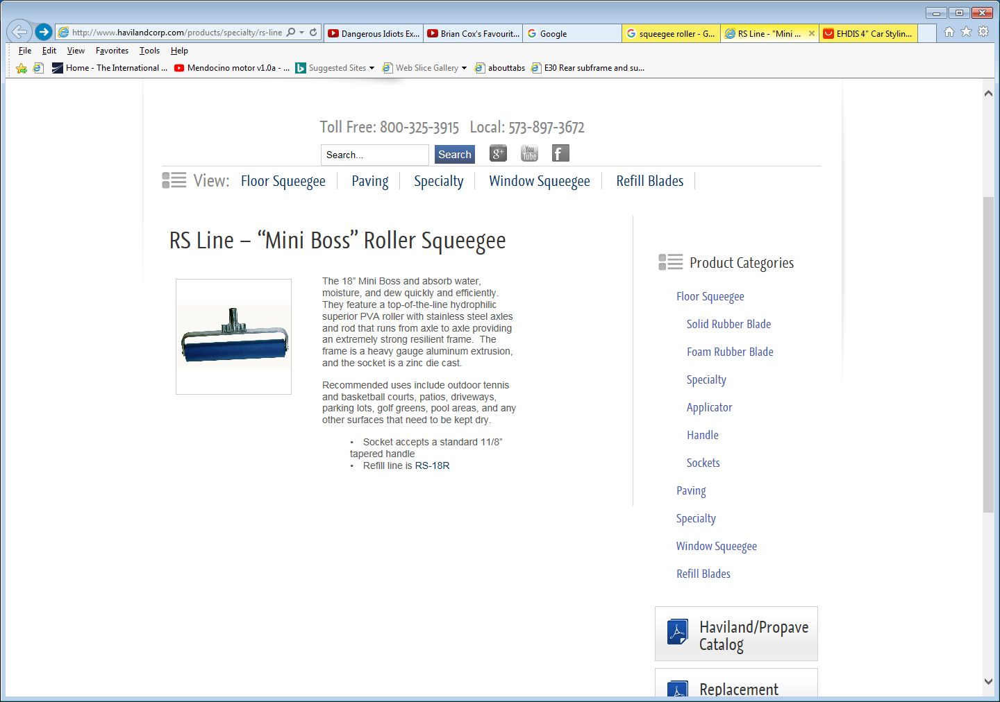 http://www.havilandcorp.com/products/specialty/rs-line
Dangerous Idiots Ex...
Brian Cox's Favourit...
Google
squeegee roller - G...
RS Line - "Mini ...
EHDIS 4" Car Stylin...
File Edit View Favorites Tools Help
Home - The International ...
Mendocino motor v1.0a - ...
Suggested Sites
Web Slice Gallery
abouttabs
E30 Rear subframe and su...
Toll Free: 800-325-3915 Local: 573-897-3672
Search...
Search
g+
You Tube
f
View: Floor Squeegee Paving Specialty Window Squeegee Refill Blades
RS Line – “Mini Boss” Roller Squeegee
The 18” Mini Boss and absorb water,
moisture, and dew quickly and efficiently.
They feature a top-of-the-line hydrophilic
superior PVA roller with stainless steel axles
and rod that runs from axle to axle providing
an extremely strong resilient frame. The
frame is a heavy gauge aluminum extrusion,
and the socket is a zinc die cast.
Recommended uses include outdoor tennis
and basketball courts, patios, driveways,
parking lots, golf greens, pool areas, and any
other surfaces that need to be kept dry.
• Socket accepts a standard 11/8”
tapered handle
• Refill line is RS-18R
Product Categories
Floor Squeegee
Solid Rubber Blade
Foam Rubber Blade
Specialty
Applicator
Handle
Sockets
Paving
Specialty
Window Squeegee
Refill Blades
Haviland/Propave
Catalog
Replacement